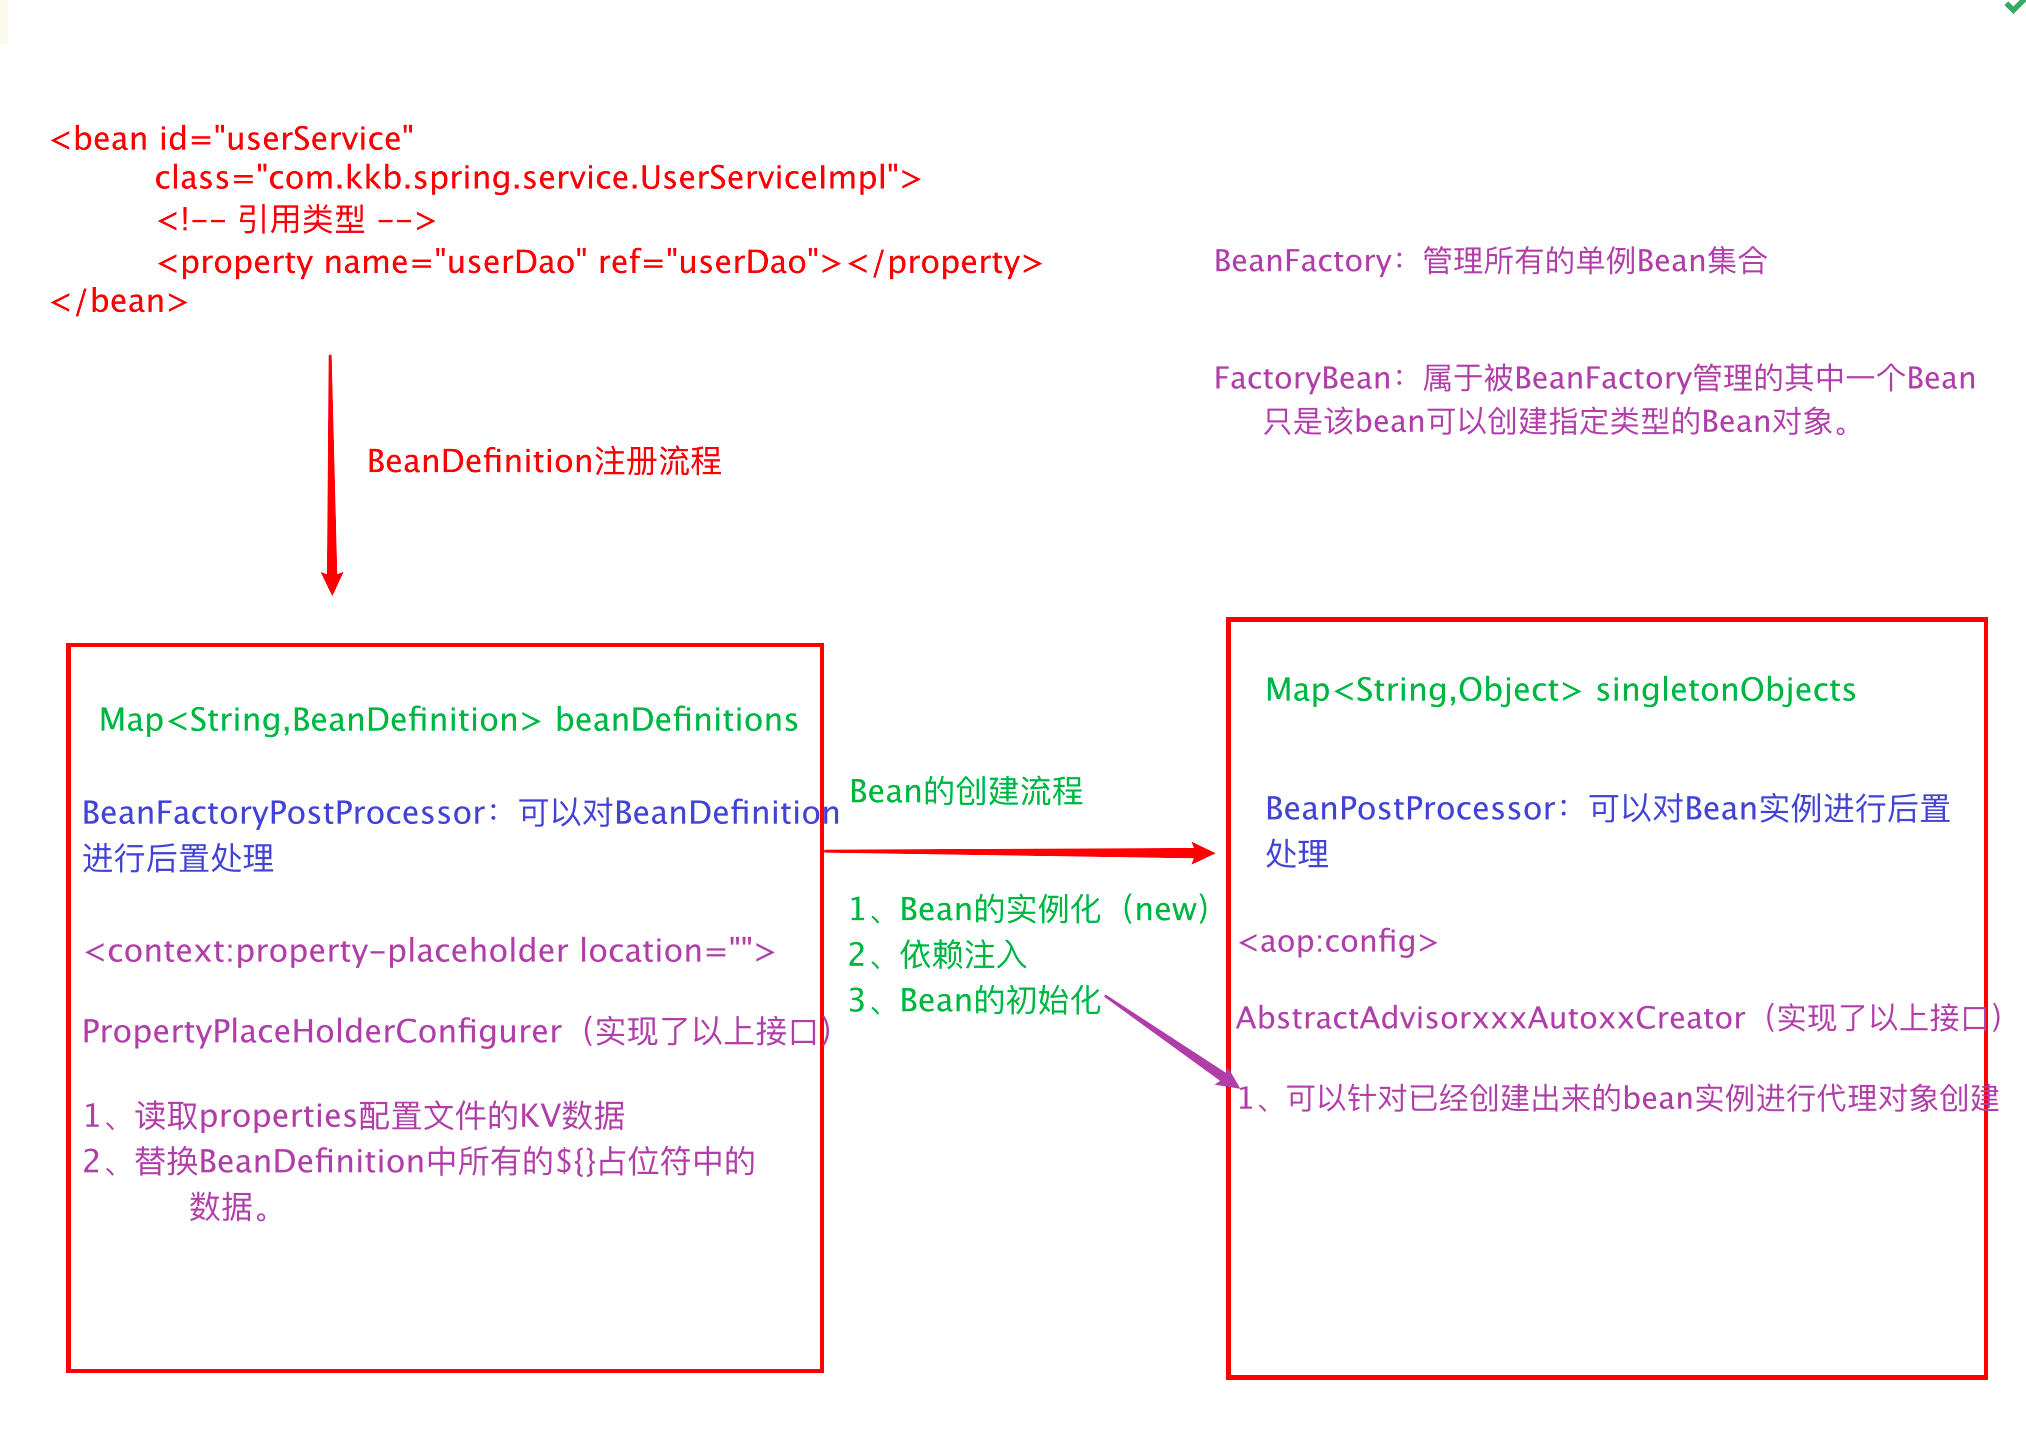 <bean id="userService"
class="com.kkb.spring.service.UserServiceImpl">
<!-- 引用类型 -->
<property name="userDao" ref="userDao"></property>
</bean>
BeanFactory：管理所有的单例Bean集合
FactoryBean：属于被BeanFactory管理的其中一个Bean
只是该bean可以创建指定类型的Bean对象。
BeanDefinition注册流程
Map<String,BeanDefinition> beanDefinitions
BeanFactoryPostProcessor：可以对BeanDefinition
进行后置处理
<context:property-placeholder location="">
PropertyPlaceHolderConfigurer（实现了以上接口）
1、读取properties配置文件的KV数据
2、替换BeanDefinition中所有的${}占位符中的
数据。
Bean的创建流程
1、Bean的实例化（new）
2、依赖注入
3、Bean的初始化
Map<String,Object> singletonObjects
BeanPostProcessor：可以对Bean实例进行后置
处理
<aop:config>
AbstractAdvisorxxxAutoxxCreator（实现了以上接口）
1、可以针对已经创建出来的bean实例进行代理对象创建